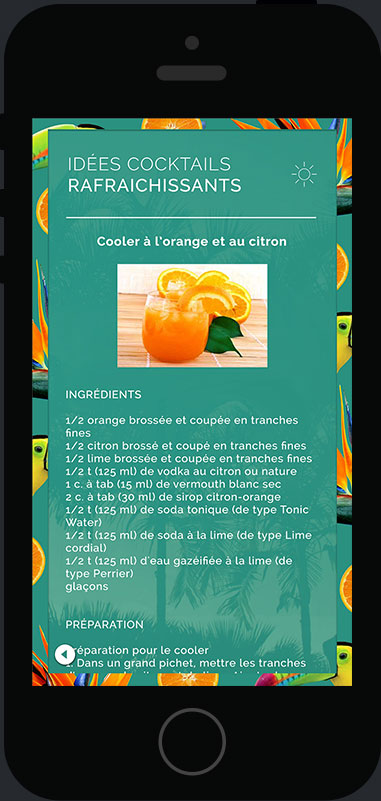 IDÉES COCKTAILS
RAFRAICHISSANTS
Cooler à l'orange et au citron
INGRÉDIENTS
1/2 orange brossée et coupée en tranches
fines
1/2 citron brossé et coupé en tranches fines
1/2 lime brossée et coupée en tranches fines
1/2 t (125 ml) de vodka au citron ou nature
1 c. à tab (15 ml) de vermouth blanc sec
2 c. à tab (30 ml) de sirop citron-orange
1/2 t (125 ml) de soda tonique (de type Tonic
Water)
1/2 t (125 ml) de soda à la lime (de type Lime
cordial)
1/2 t (125 ml) d'eau gazéifiée à la lime (de
type Perrier)
glaçons
PRÉPARATION
réparation pour le cooler
Dans un grand pichet, mettre les tranches